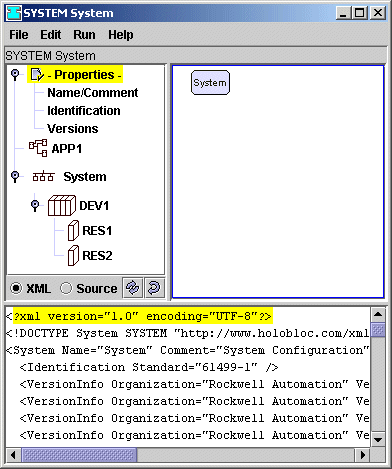 SYSTEM System
File Edit Run Help
SYSTEM System
- Properties -
Name/Comment
Identification
Versions
APP1
System
DEV1
RES1
RES2
System
XML Source
<?xml version="1.0" encoding="UTF-8"?>
<!DOCTYPE System SYSTEM "http://www.holobloc.com/xml
<System Name="System" Comment="System Configuration"
<Identification Standard="61499-1" />
<VersionInfo Organization="Rockwell Automation" Ve
<VersionInfo Organization="Rockwell Automation" Ve
<VersionInfo Organization="Rockwell Automation" Ve
<VersionInfo Organization="Rockwell Automation" Ve